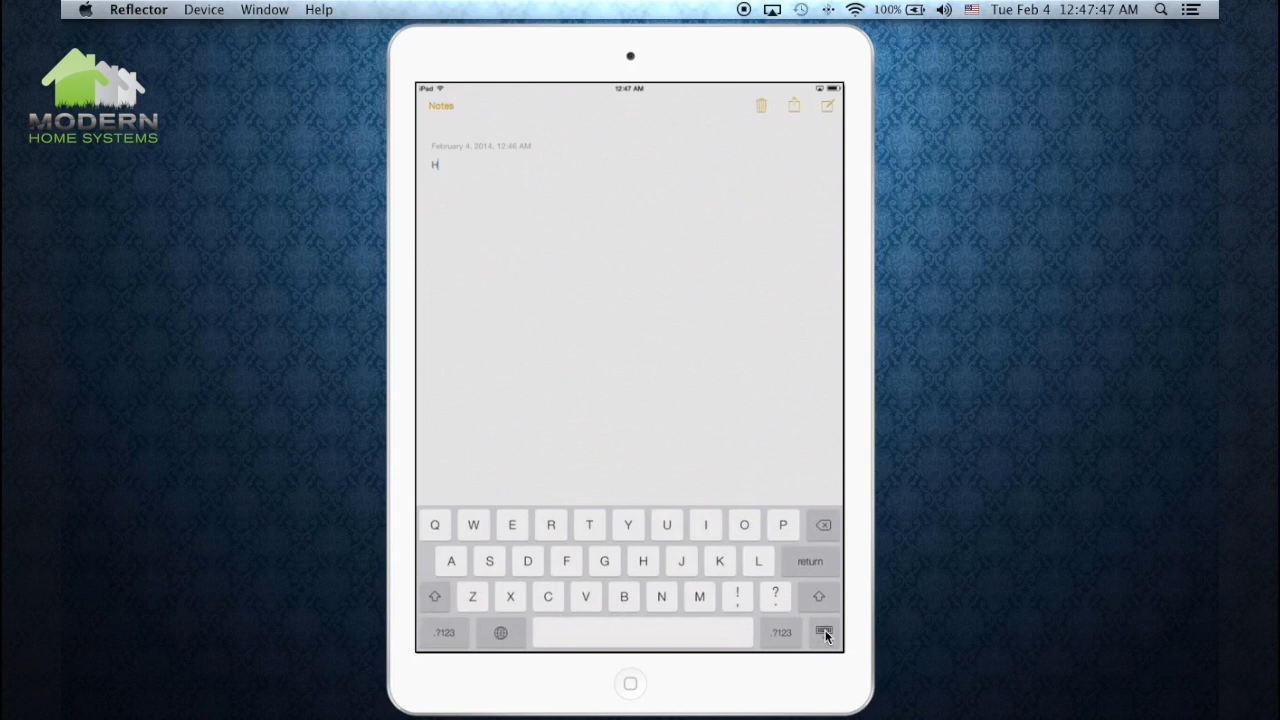 Reflector Device Window Help 100% Tue Feb 4 12:47:47 AM
MODERN
HOME SYSTEMS
iPad 12:47 AM
Notes
February 4, 2014, 12:46 AM
H
Q W E R T Y U I O P
A S D F G H J K L return
Z X C V B N M ! , ? .
.?123 .?123